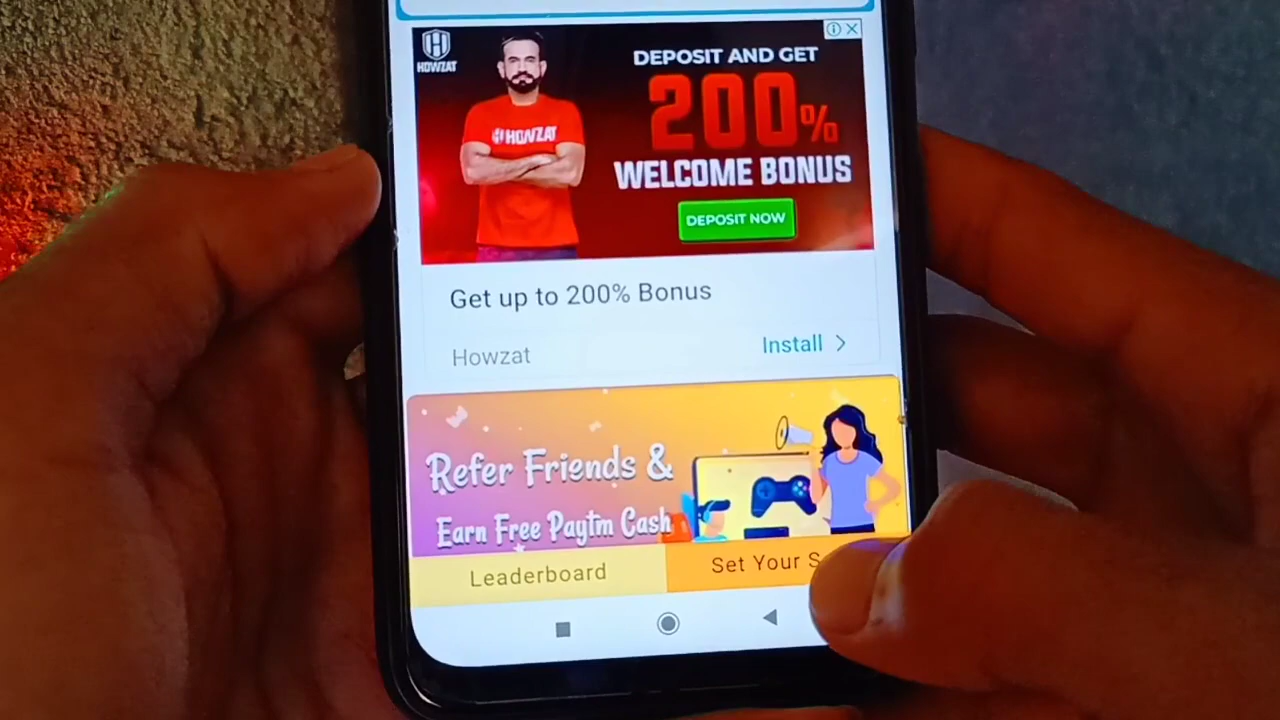 HOWZAT
HOWZAT
DEPOSIT AND GET
200%
WELCOME BONUS
DEPOSIT NOW
Get up to 200% Bonus
Howzat
Install
Refer Friends &
Earn Free Paytm Cash
Leaderboard
Set Your S